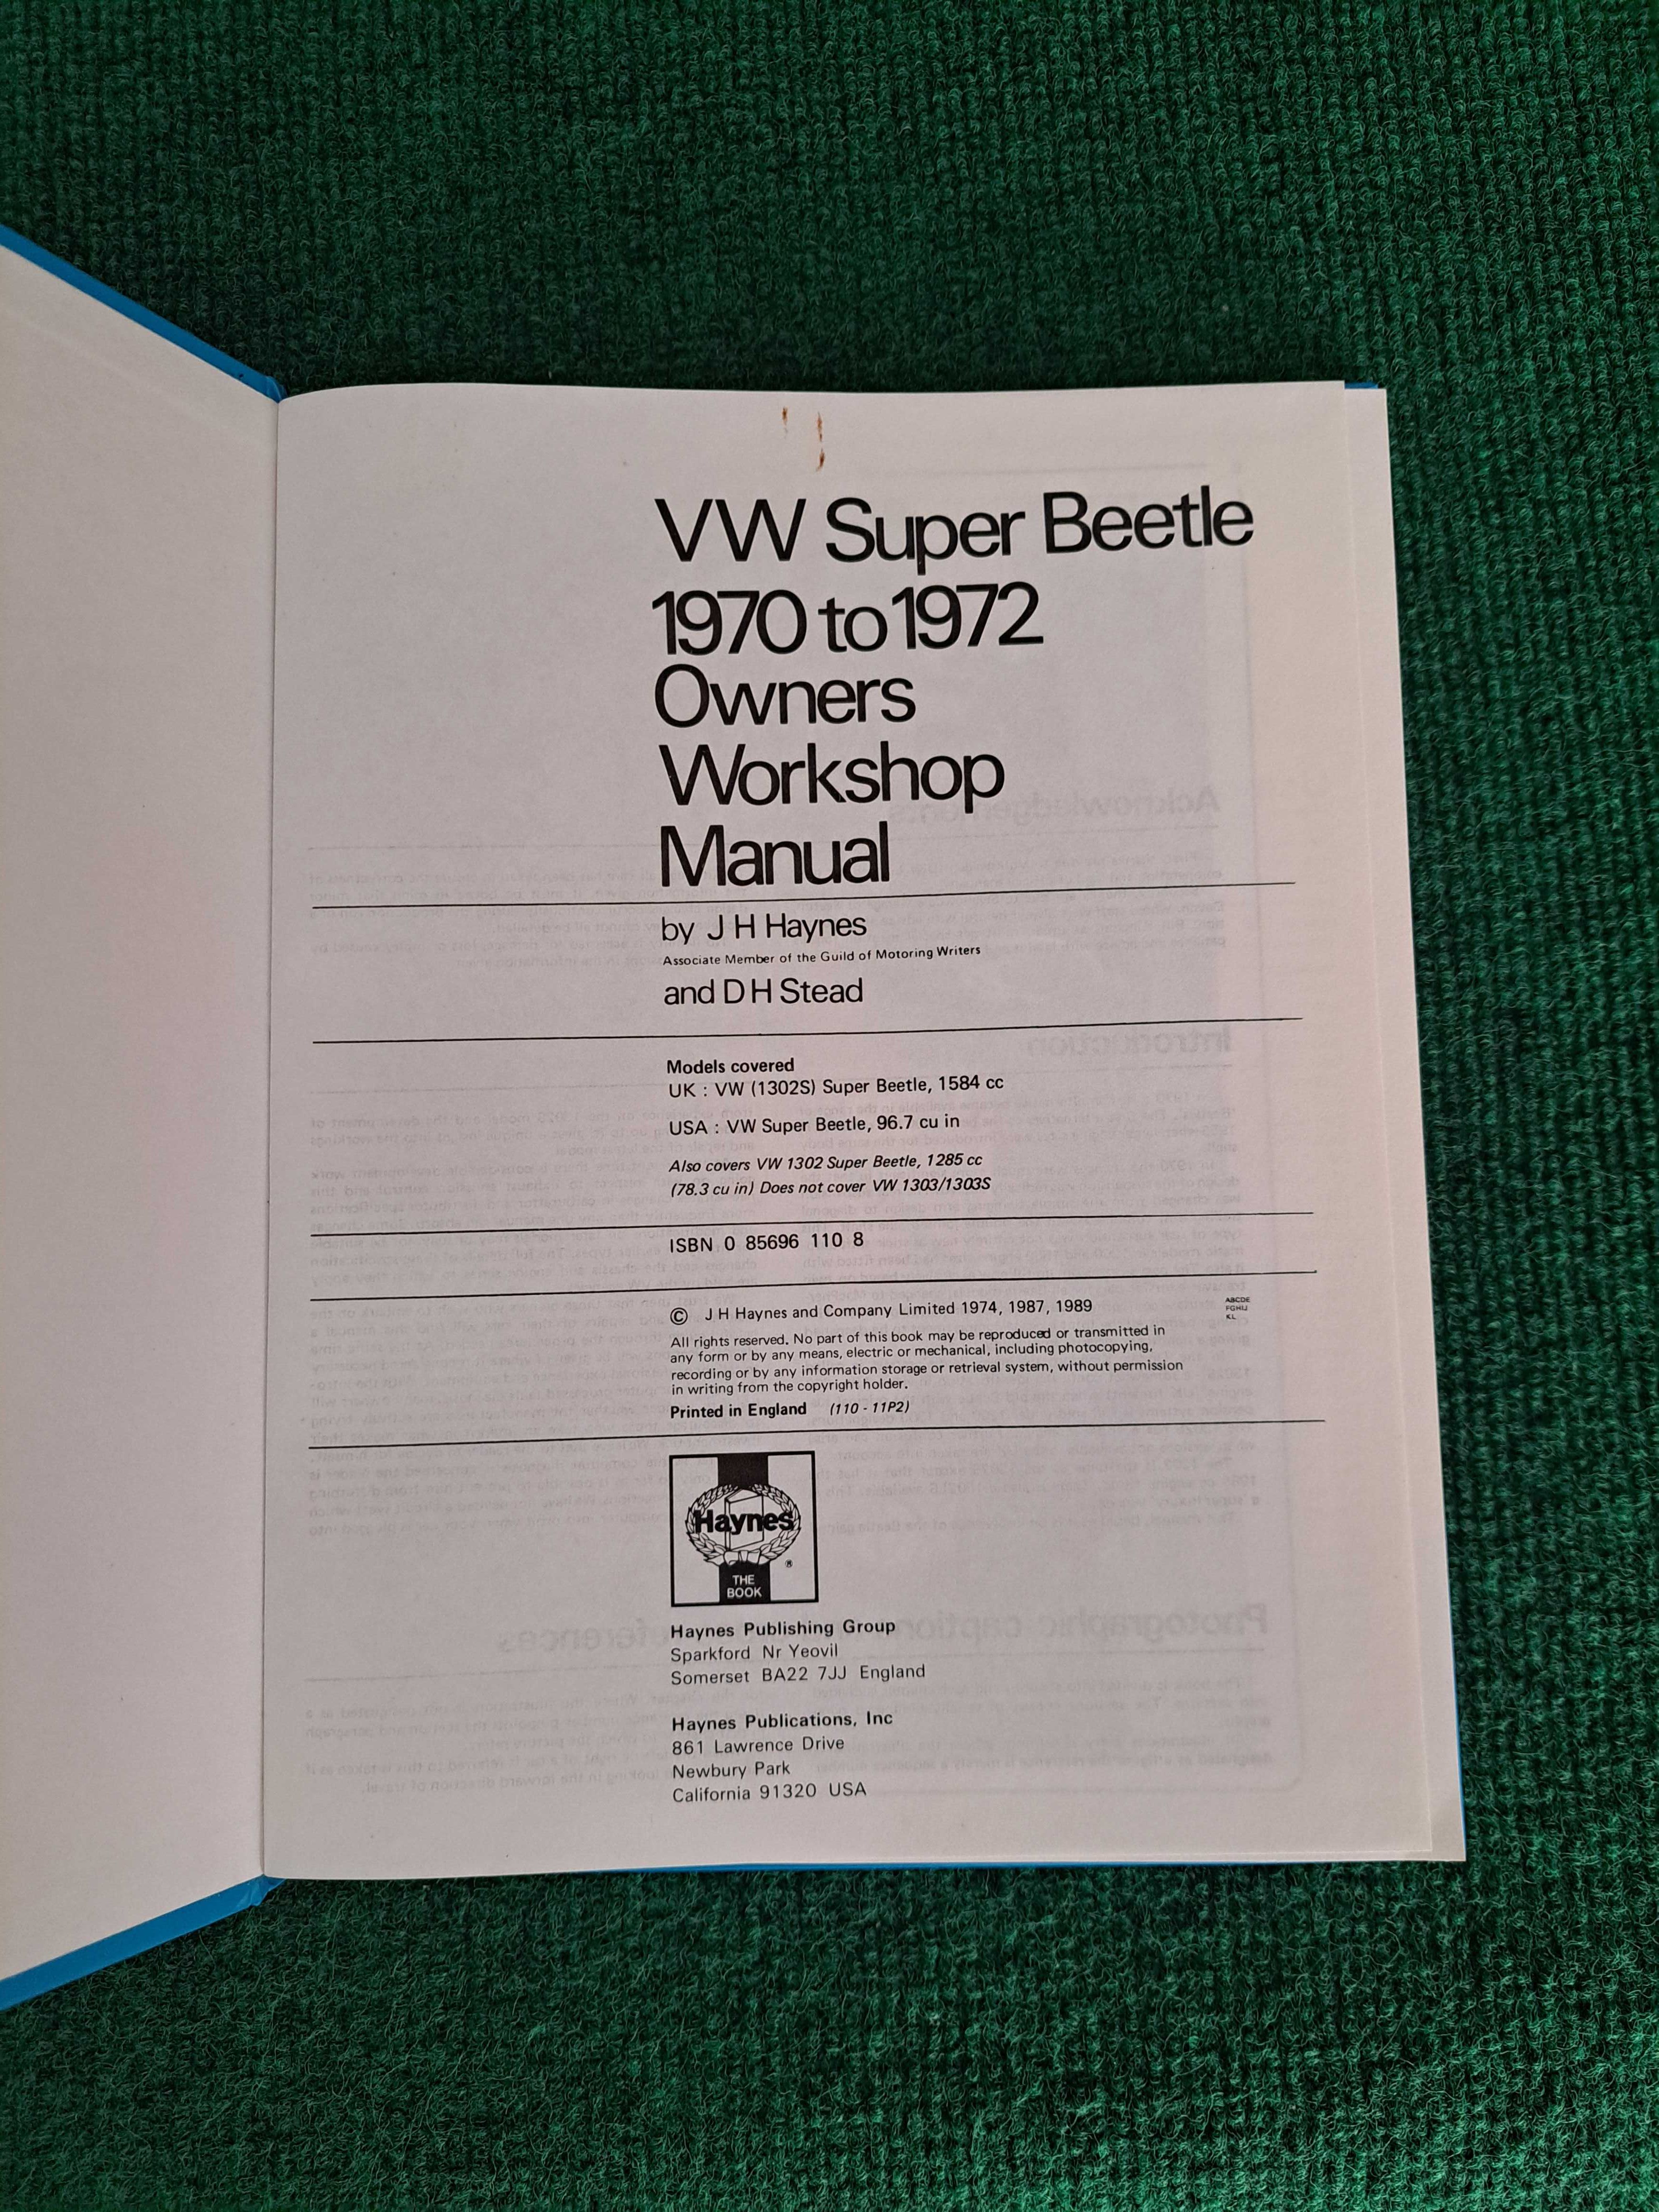 VW Super Beetle
1970 to 1972
Owners
Workshop
Manual
by J H Haynes
Associate Member of the Guild of Motoring Writers
and D H Stead
Models covered
UK : VW (1302S) Super Beetle, 1584 cc
USA : VW Super Beetle, 96.7 cu in
Also covers VW 1302 Super Beetle, 1285 cc
(78.3 cu in) Does not cover VW 1303/1303S
ISBN 0 85696 110 8
© J H Haynes and Company Limited 1974, 1987, 1989
ABCDE
FGHIJ
KL
All rights reserved. No part of this book may be reproduced or transmitted in
any form or by any means, electric or mechanical, including photocopying,
recording or by any information storage or retrieval system, without permission
in writing from the copyright holder.
Printed in England (110 - 11P2)
Haynes
®
THE
BOOK
Haynes Publishing Group
Sparkford Nr Yeovil
Somerset BA22 7JJ England
Haynes Publications, Inc
861 Lawrence Drive
Newbury Park
California 91320 USA